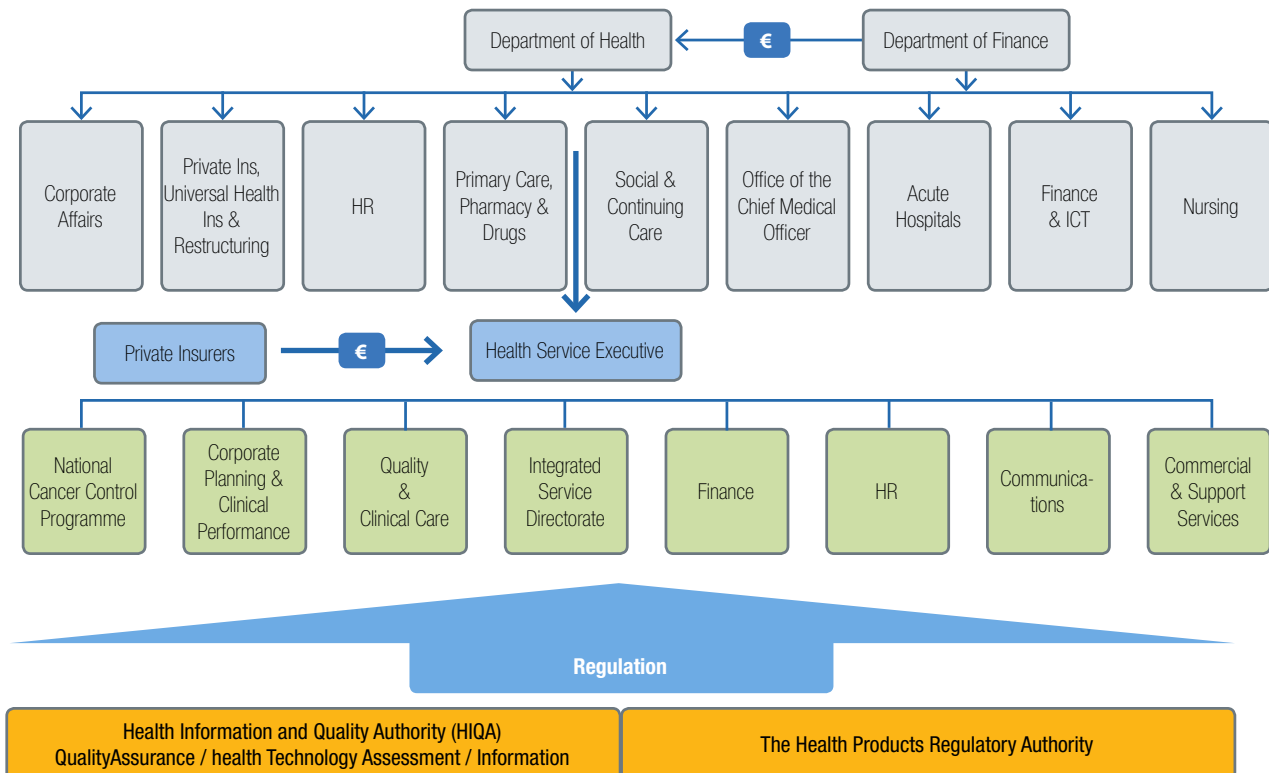 Department of Health
€
Department of Finance
Corporate
Affairs
Private Ins,
Universal Health
Ins &
Restructuring
HR
Primary Care,
Pharmacy &
Drugs
Social &
Continuing
Care
Office of the
Chief Medical
Officer
Acute
Hospitals
Finance
& ICT
Nursing
Private Insurers
€
Health Service Executive
National
Cancer Control
Programme
Corporate
Planning &
Clinical
Performance
Quality
&
Clinical Care
Integrated
Service
Directorate
Finance
HR
Communica-
tions
Commercial
& Support
Services
Regulation
Health Information and Quality Authority (HIQA)
QualityAssurance / health Technology Assessment / Information
The Health Products Regulatory Authority